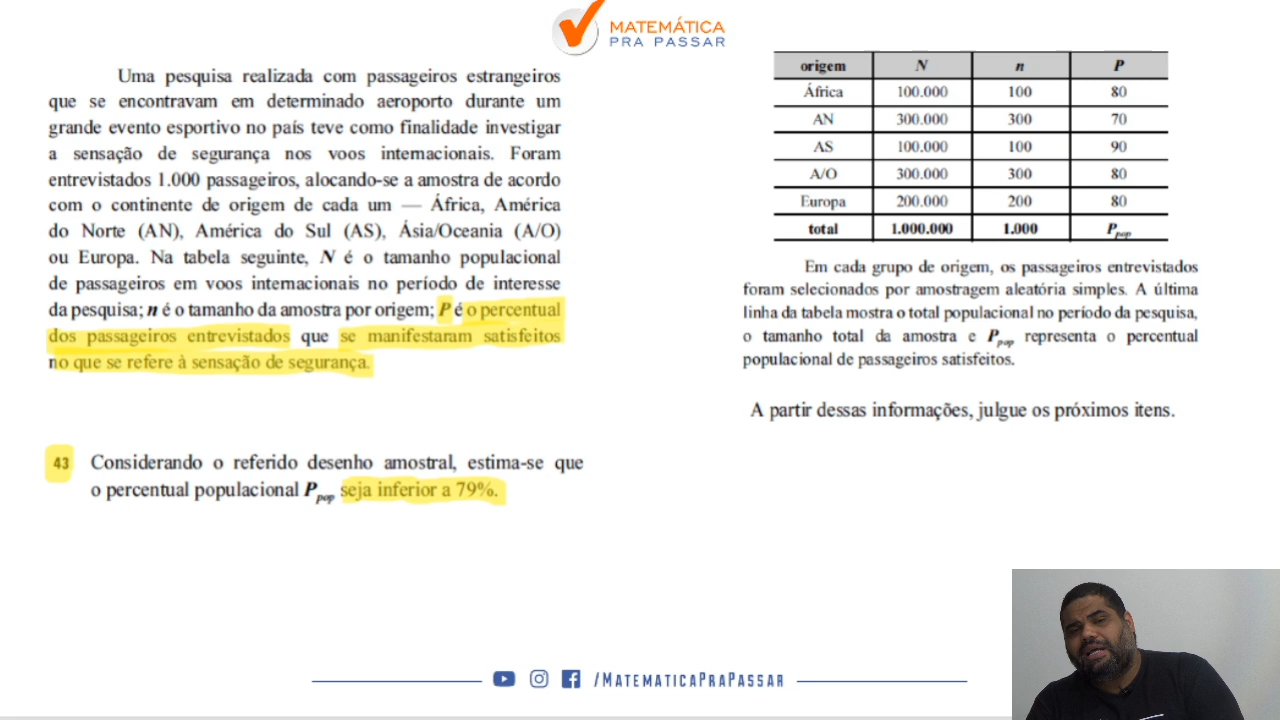 MATEMÁTICA
PRA PASSAR
Uma pesquisa realizada com passageiros estrangeiros
que se encontravam em determinado aeroporto durante um
grande evento esportivo no país teve como finalidade investigar
a sensação de segurança nos voos internacionais. Foram
entrevistados 1.000 passageiros, alocando-se a amostra de acordo
com o continente de origem de cada um — África, América
do Norte (AN), América do Sul (AS), Ásia/Oceania (A/O)
ou Europa. Na tabela seguinte, N é o tamanho populacional
de passageiros em voos internacionais no período de interesse
da pesquisa; n é o tamanho da amostra por origem; P é o percentual
dos passageiros entrevistados que se manifestaram satisfeitos
no que se refere à sensação de segurança.
43 Considerando o referido desenho amostral, estima-se que
o percentual populacional Ppop seja inferior a 79%.
origem N n P
África 100.000 100 80
AN 300.000 300 70
AS 100.000 100 90
A/O 300.000 300 80
Europa 200.000 200 80
total 1.000.000 1.000 Ppop
Em cada grupo de origem, os passageiros entrevistados
foram selecionados por amostragem aleatória simples. A última
linha da tabela mostra o total populacional no período da pesquisa,
o tamanho total da amostra e Ppop representa o percentual
populacional de passageiros satisfeitos.
A partir dessas informações, julgue os próximos itens.
/MATEMATICAPRAPASSAR